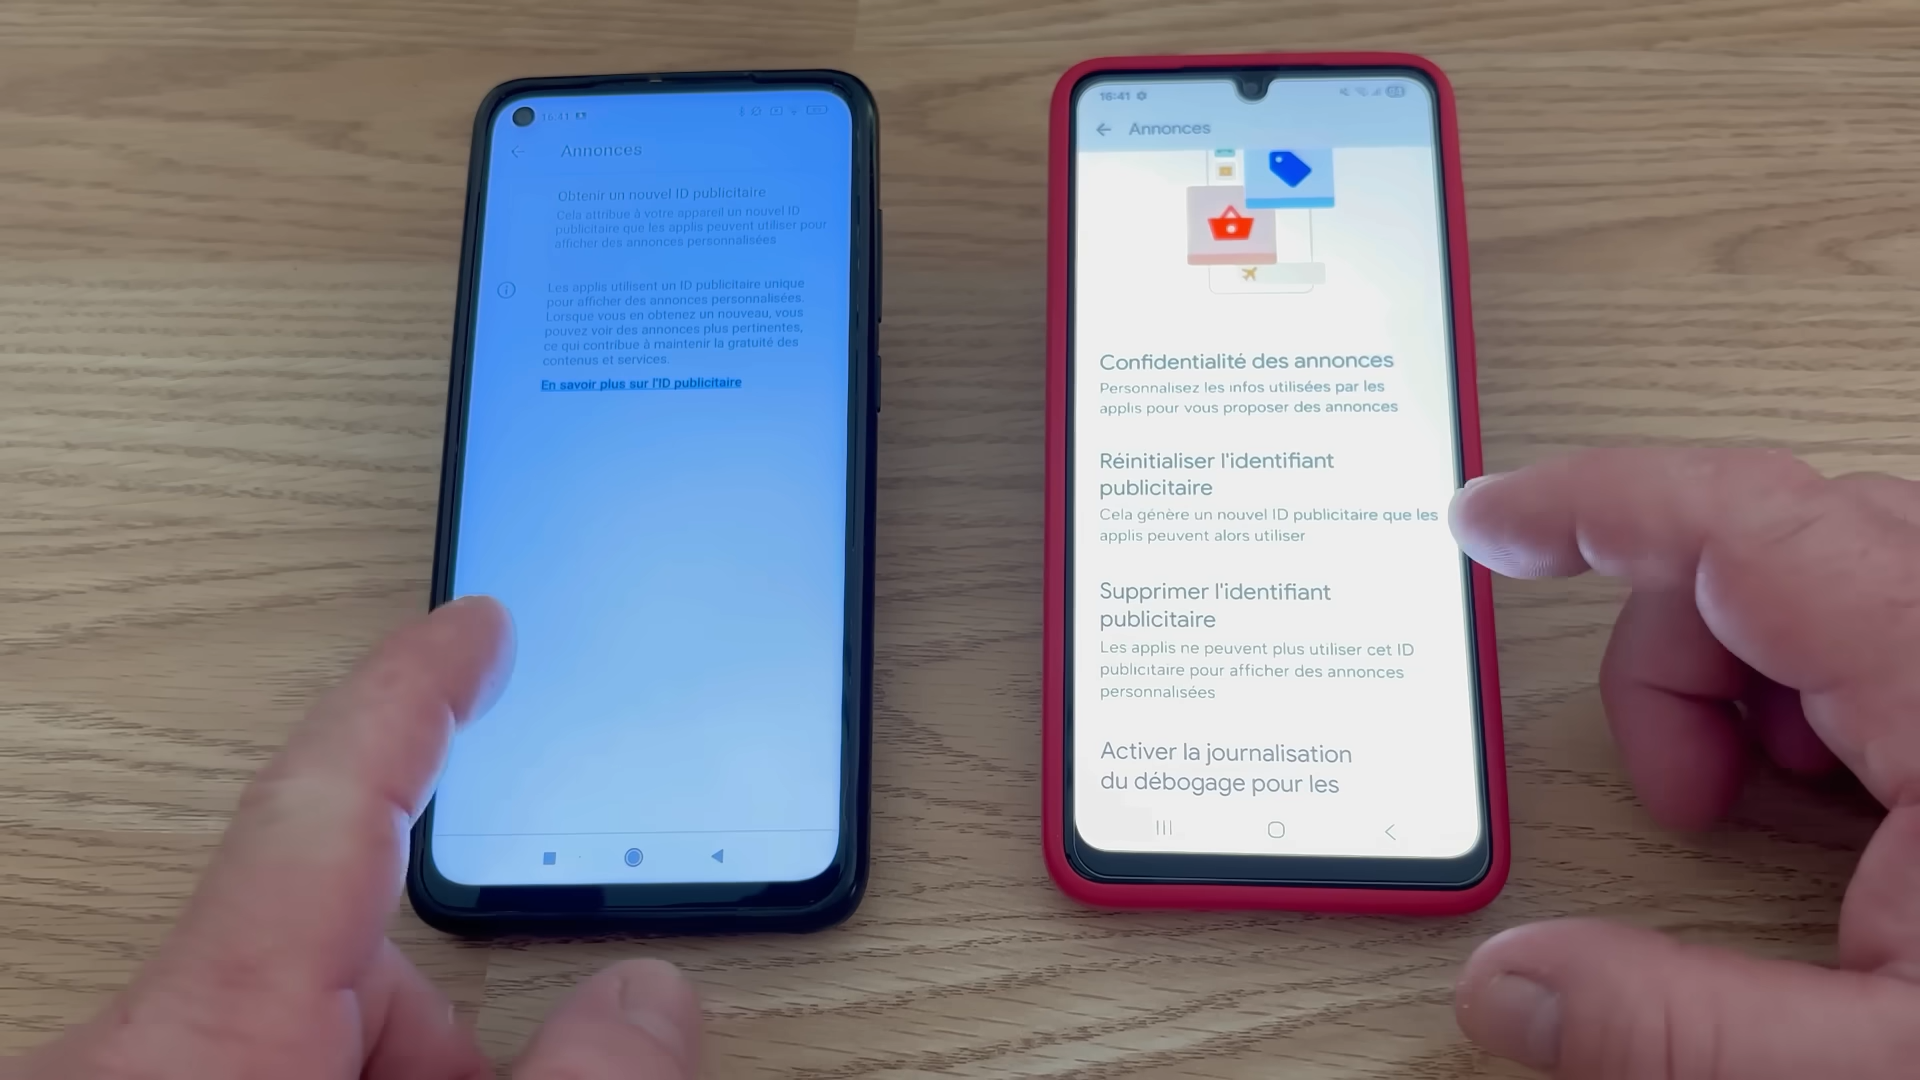 16:41
Annonces
Obtenir un nouvel ID publicitaire
Cela attribue à votre appareil un nouvel ID
publicitaire que les applis peuvent utiliser pour
afficher des annonces personnalisées
Les applis utilisent un ID publicitaire unique
pour afficher des annonces personnalisées.
Lorsque vous en obtenez un nouveau, vous
pouvez voir des annonces plus pertinentes,
ce qui contribue à maintenir la gratuité des
contenus et services.
En savoir plus sur l'ID publicitaire
16:41
Annonces
Confidentialité des annonces
Personnalisez les infos utilisées par les
applis pour vous proposer des annonces
Réinitialiser l'identifiant
publicitaire
Cela génère un nouvel ID publicitaire que les
applis peuvent alors utiliser
Supprimer l'identifiant
publicitaire
Les applis ne peuvent plus utiliser cet ID
publicitaire pour afficher des annonces
personnalisées
Activer la journalisation
du débogage pour les